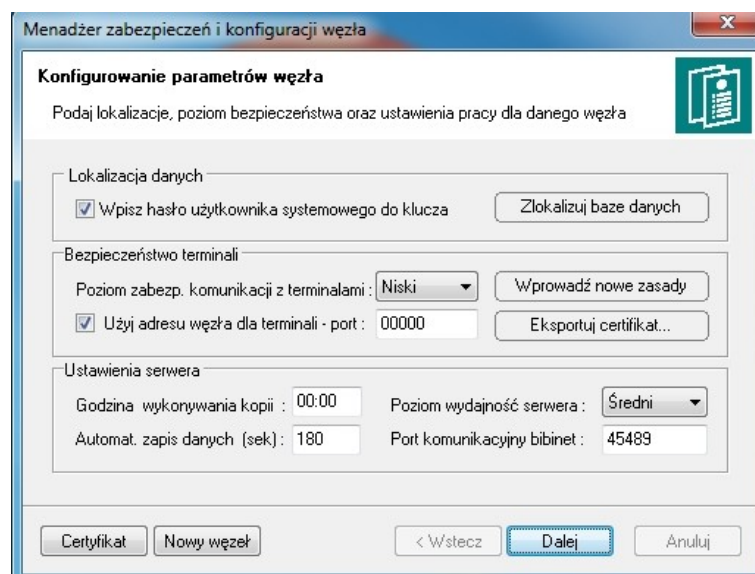 Menadżer zabezpieczeń i konfiguracji węzła
Konfigurowanie parametrów węzła
Podaj lokalizacje, poziom bezpieczeństwa oraz ustawienia pracy dla danego węzła
Lokalizacja danych
Wpisz hasło użytkownika systemowego do klucza
Zlokalizuj baze danych
Bezpieczeństwo terminali
Poziom zabezp. komunikacji z terminalami : Niski
Wprowadź nowe zasady
Użyj adresu węzła dla terminali - port : 00000
Eksportuj certifikat...
Ustawienia serwera
Godzina wykonywania kopii : 00:00
Poziom wydajność serwera : Średni
Automat. zapis danych (sek) : 180
Port komunikacyjny bibinet : 45489
Certyfikat
Nowy węzeł
< Wstecz
Dalej
Anuluj